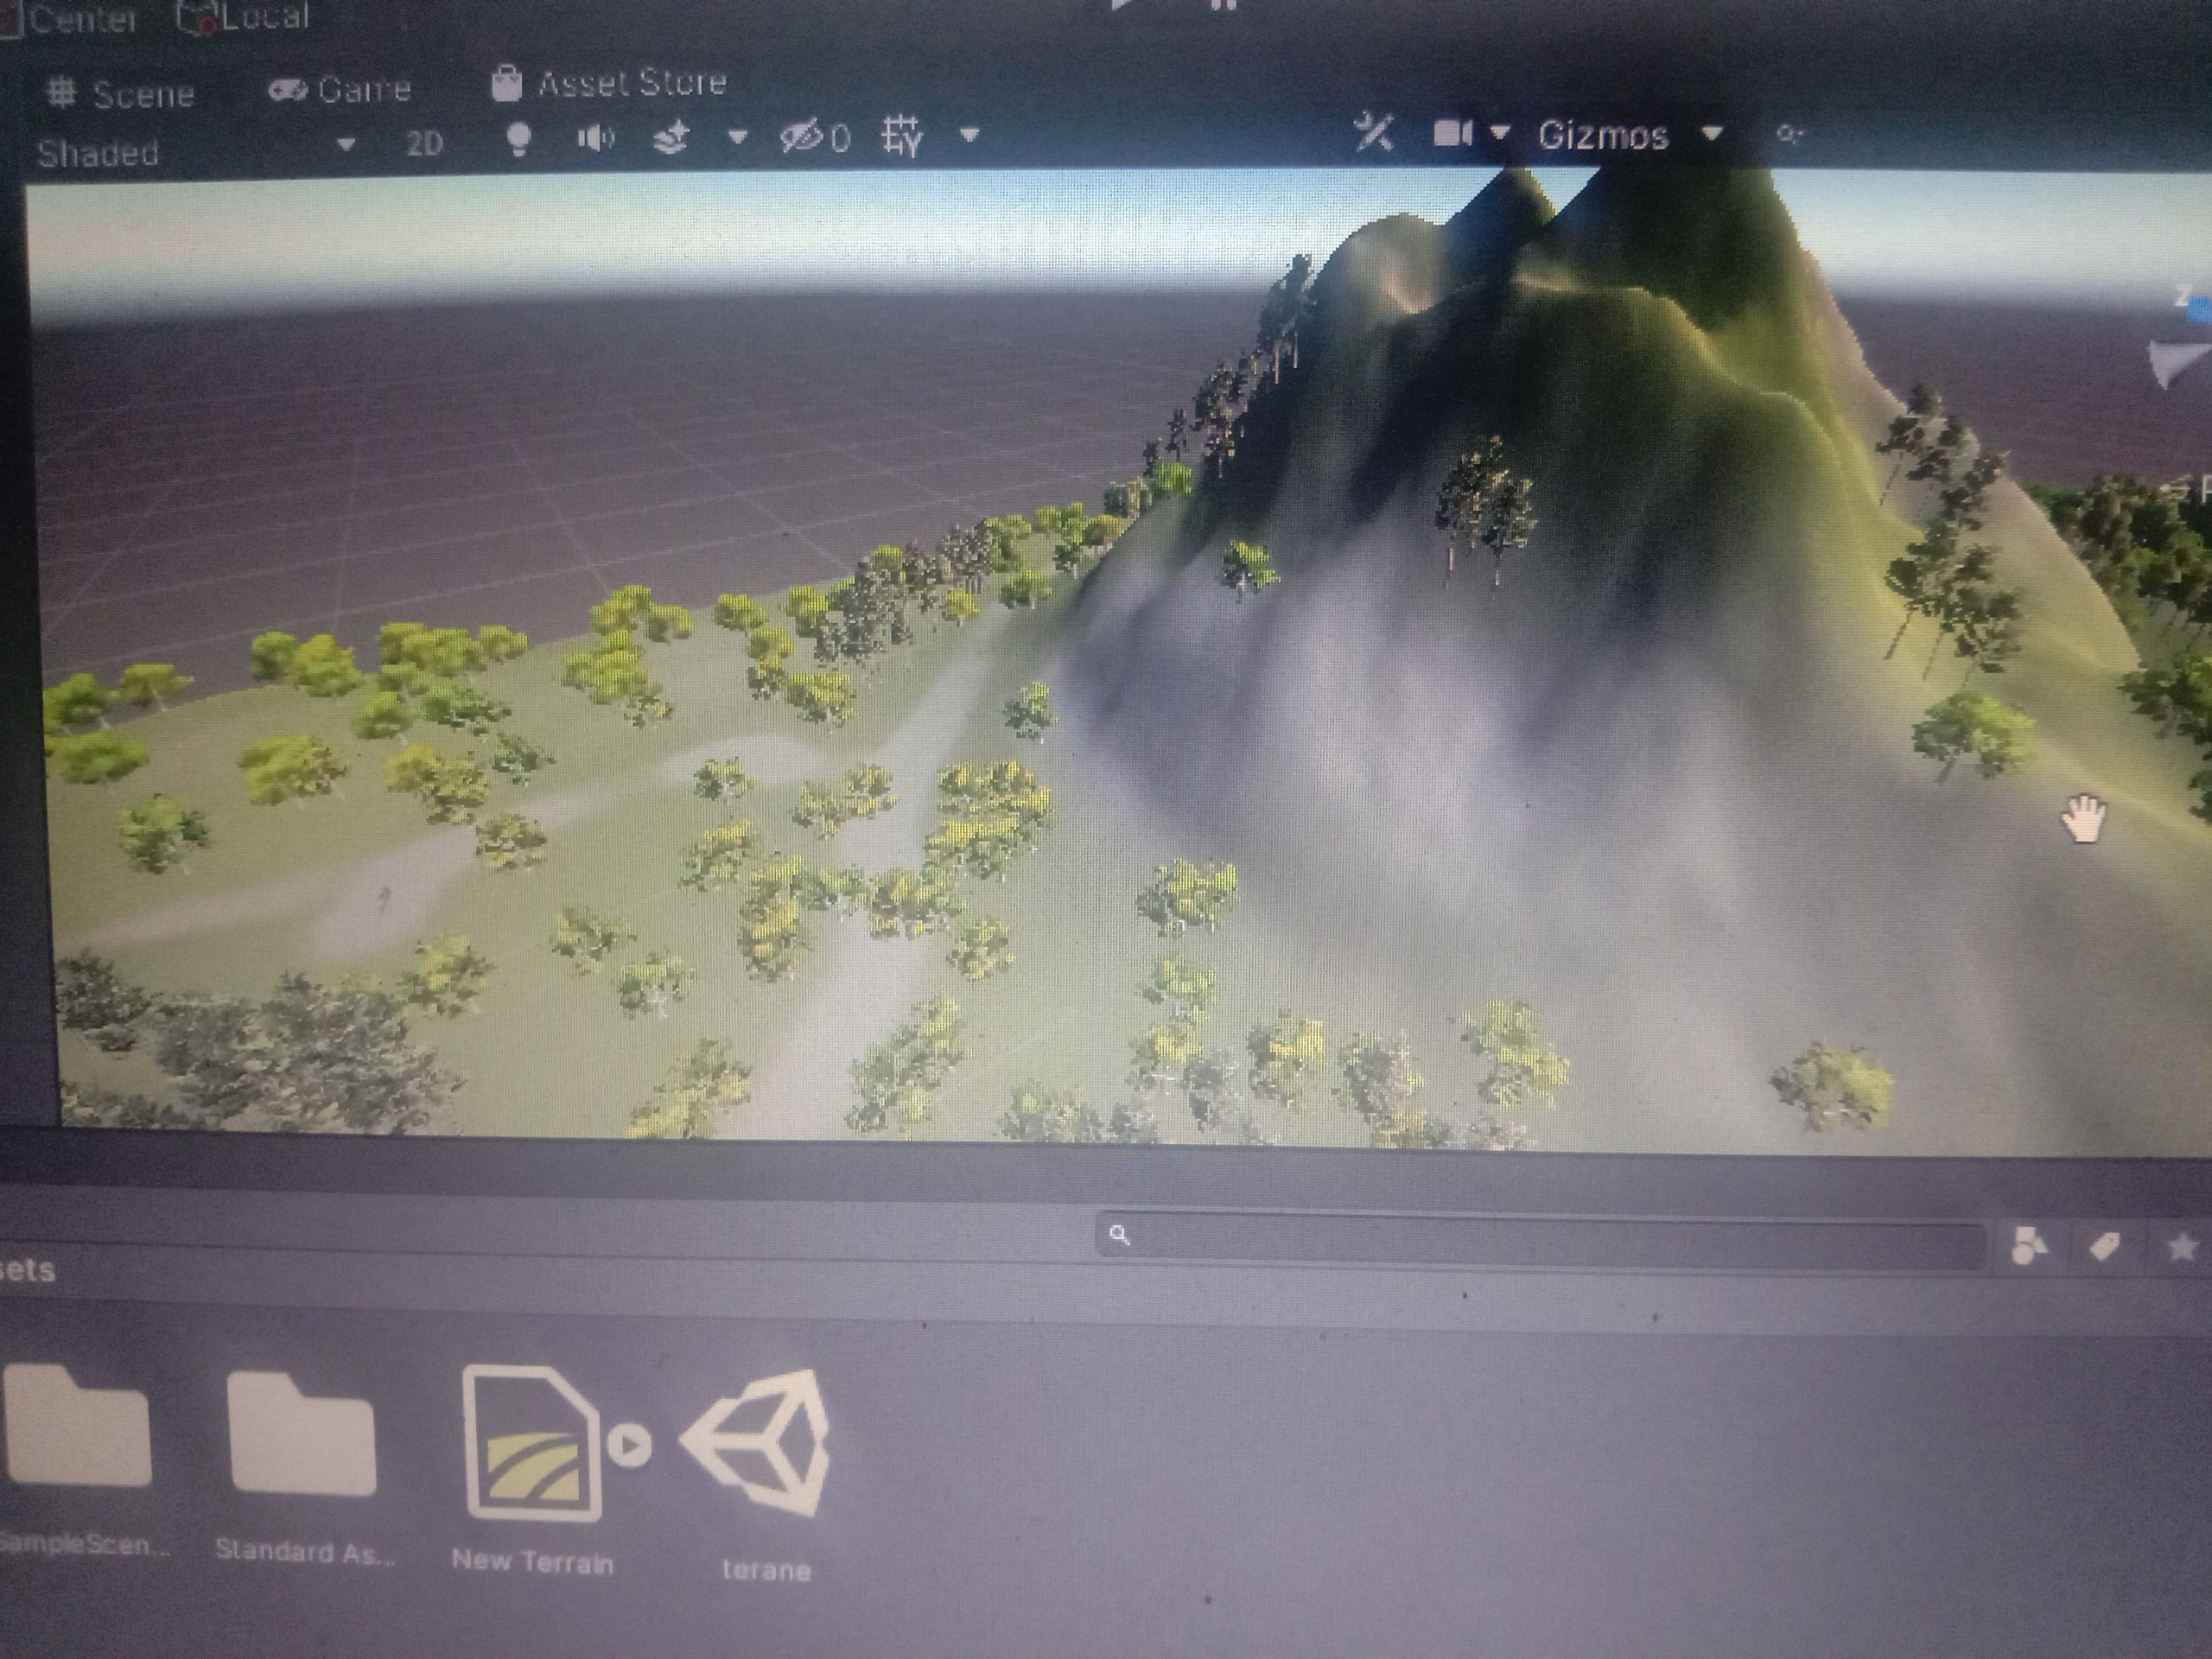 Center Local
Scene Game Asset Store
Shaded 2D 0 Gizmos
Z
sets
SampleScen...
Standard As...
New Terrain
terane